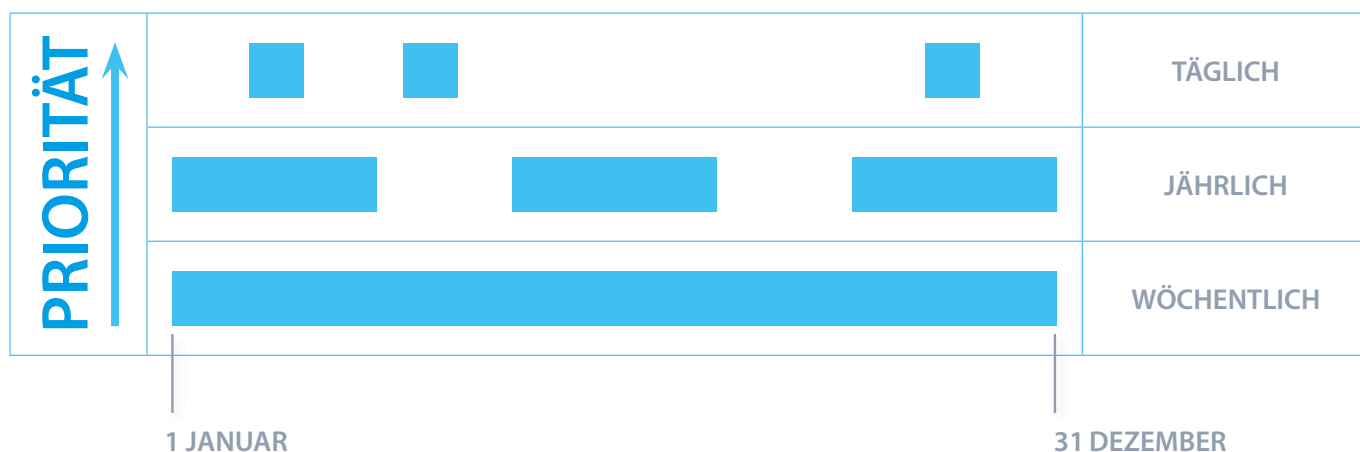 PRIORITÄT
TÄGLICH
JÄHRLICH
WÖCHENTLICH
1 JANUAR
31 DEZEMBER